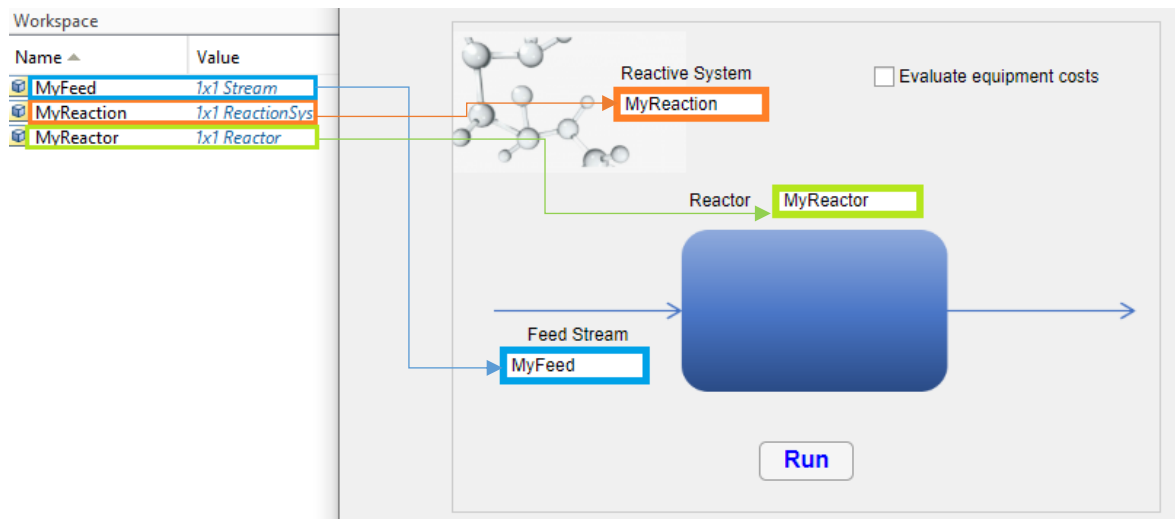 Workspace
Name Value
MyFeed 1x1 Stream
MyReaction 1x1 ReactionSys
MyReactor 1x1 Reactor
Reactive System
MyReaction
Evaluate equipment costs
Reactor MyReactor
Feed Stream
MyFeed
Run